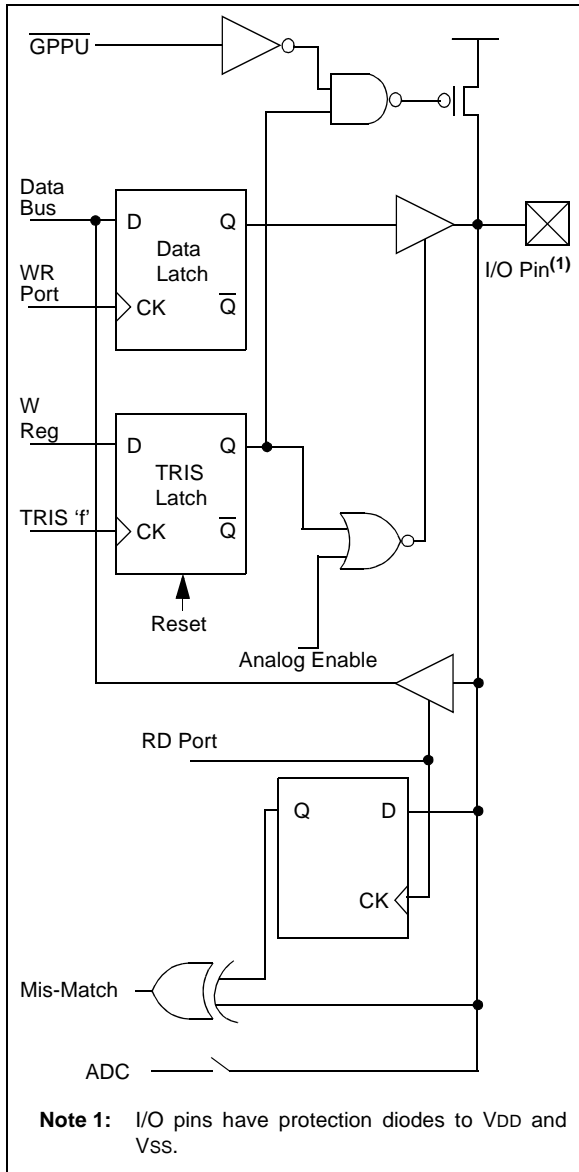 G̅P̅P̅U̅
Data
Bus
D
Q
Data
Latch
WR
Port
CK
Q̅
I/O Pin(1)
W
Reg
D
Q
TRIS
Latch
TRIS ‘f’
CK
Q̅
Reset
Analog Enable
RD Port
Q
D
CK
Mis-Match
ADC
Note 1: I/O pins have protection diodes to VDD and
VSS.